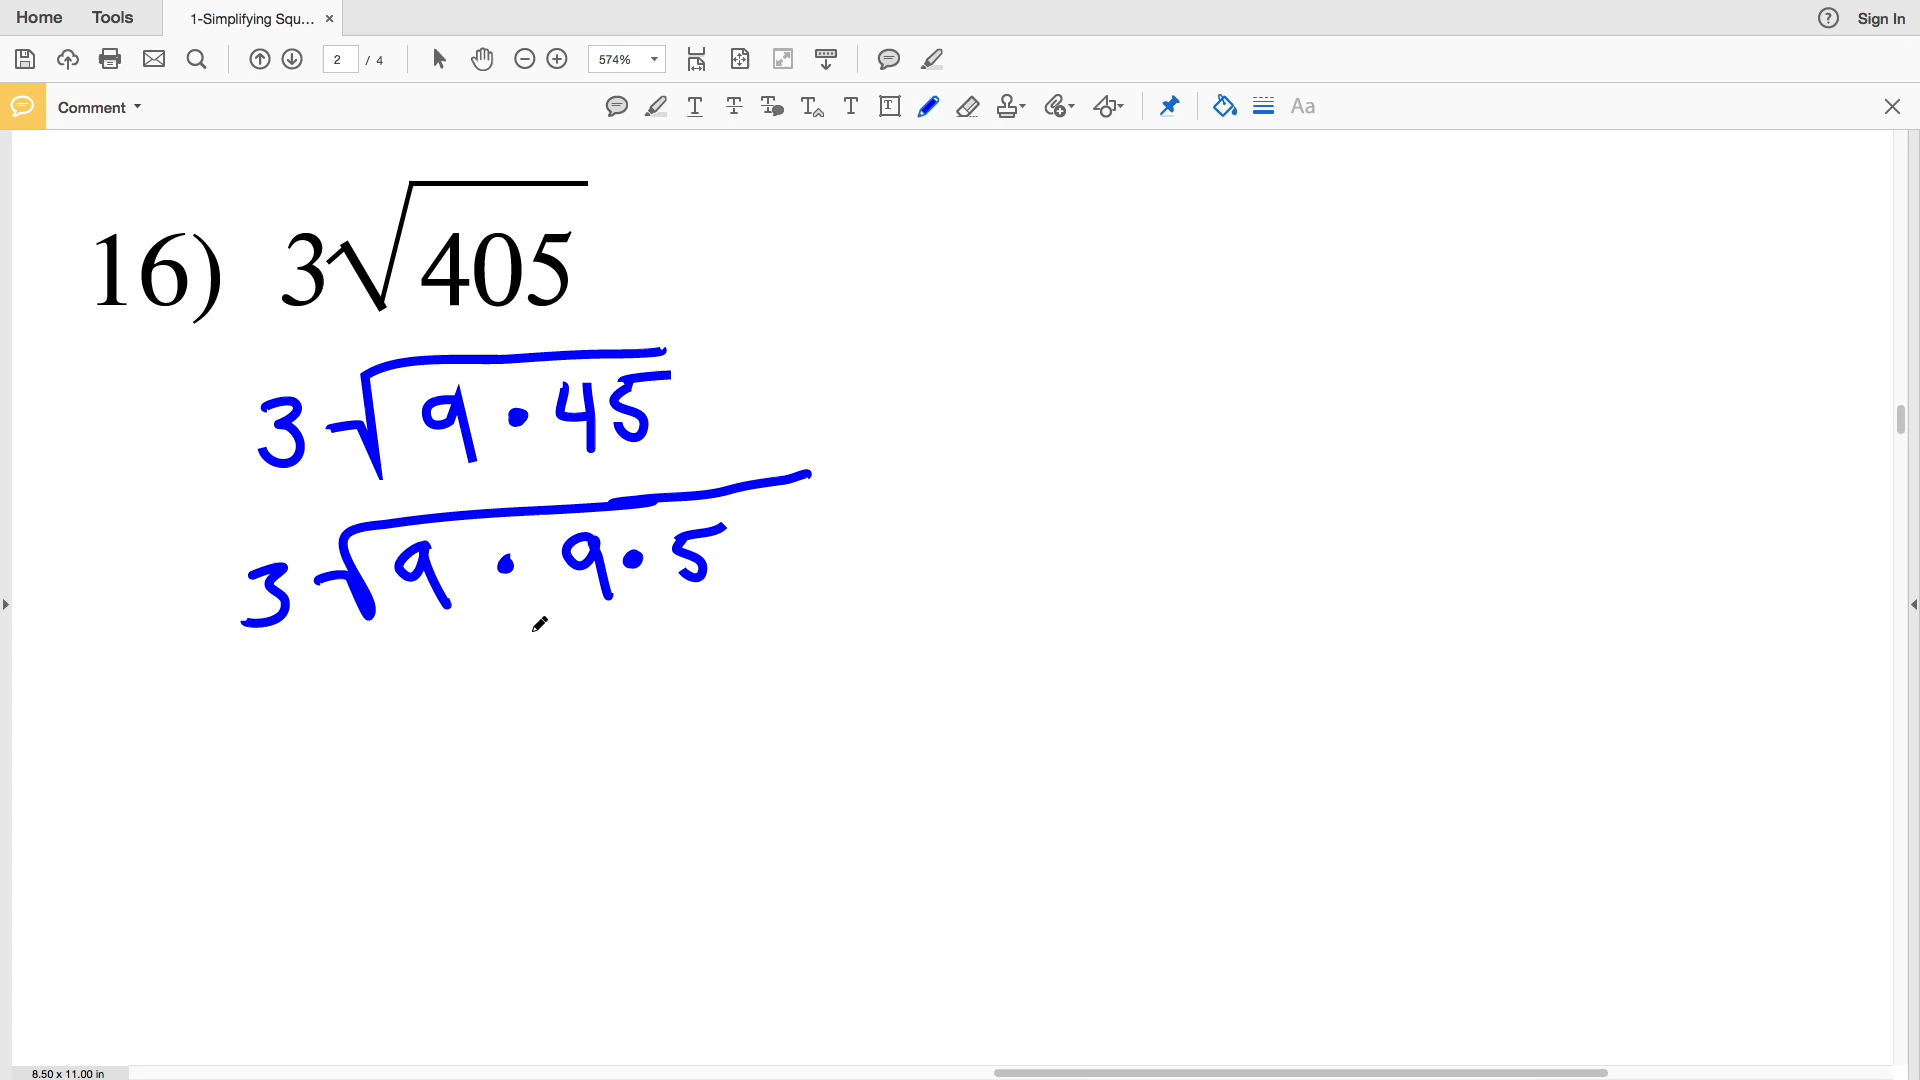 Home Tools 1-Simplifying Squ... × ? Sign In
2 / 4 574%
Comment Aa
16) 3√405
3√9 · 45
3√9 · 9 · 5
8.50 x 11.00 in